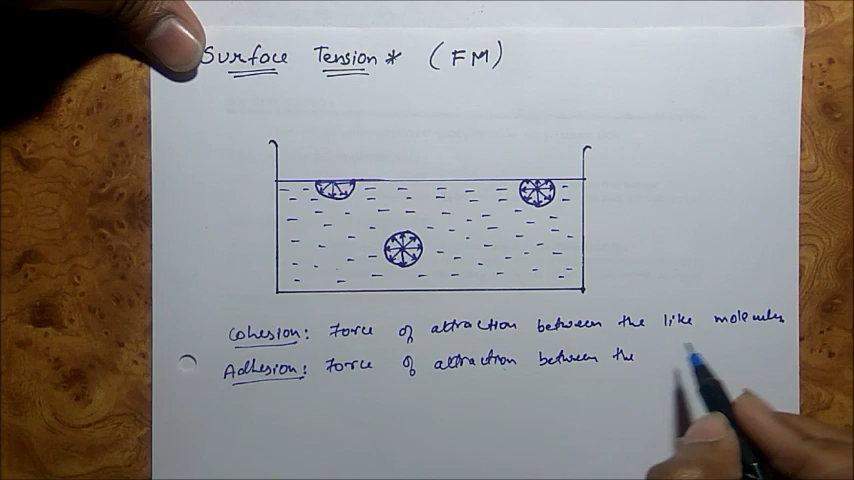 Surface Tension * (FM)
Cohesion: Force of attraction between the like molecules
Adhesion: Force of attraction between the